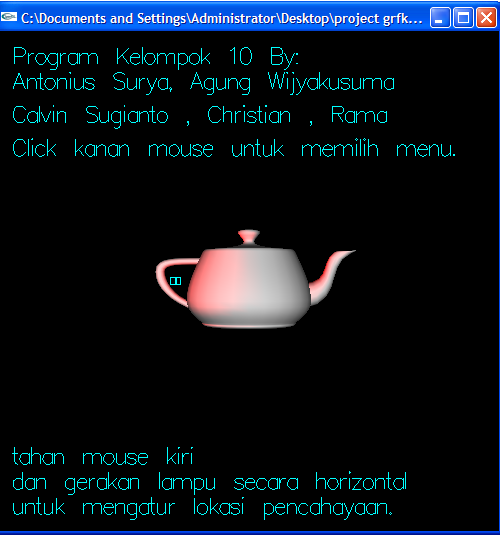 C:\Documents and Settings\Administrator\Desktop\project grfk...
Program Kelompok 10 By:
Antonius Surya, Agung Wijyakusuma
Calvin Sugianto , Christian , Rama
Click kanan mouse untuk memilih menu.
tahan mouse kiri
dan gerakan lampu secara horizontal
untuk mengatur lokasi pencahayaan.